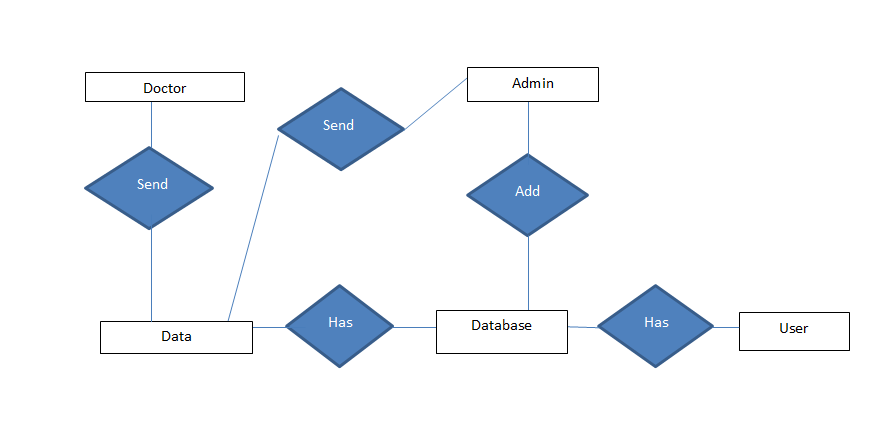 Doctor
Admin
Send
Send
Add
Data
Has
Database
Has
User